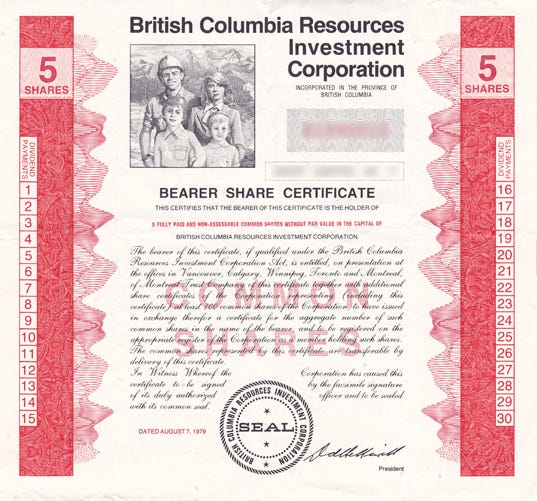 British Columbia Resources
Investment
Corporation
INCORPORATED IN THE PROVINCE OF
BRITISH COLUMBIA
5
SHARES
5
SHARES
BEARER SHARE CERTIFICATE
THIS CERTIFIES THAT THE BEARER OF THIS CERTIFICATE IS THE HOLDER OF
5 FULLY PAID AND NON-ASSESSABLE COMMON SHARES WITHOUT PAR VALUE IN THE CAPITAL OF
BRITISH COLUMBIA RESOURCES INVESTMENT CORPORATION.
The bearer of this certificate, if qualified under the British Columbia
Resources Investment Corporation Act, is entitled, on presentation at
the offices in Vancouver, Calgary, Winnipeg, Toronto and Montreal,
of Montreal Trust Company of this certificate and additional
share certificates of the Corporation representing (including this
certificate) at least 100 common shares of the Corporation, to have issued
in exchange therefor a certificate for the aggregate number of such
common shares in the name of the bearer, and to be registered on the
appropriate register of the Corporation as a member holding such shares.
The common shares represented by this certificate are transferable by
delivery of this certificate.
In Witness Whereof the Corporation has caused this
certificate to be signed by the facsimile signature
of its duly authorized officer and to be sealed
with its common seal.
COMMON
SHARES
DATED AUGUST 7, 1979
BRITISH COLUMBIA RESOURCES INVESTMENT CORPORATION
SEAL
President
DIVIDEND
PAYMENTS
1
2
3
4
5
6
7
8
9
10
11
12
13
14
15
DIVIDEND
PAYMENTS
16
17
18
19
20
21
22
23
24
25
26
27
28
29
30